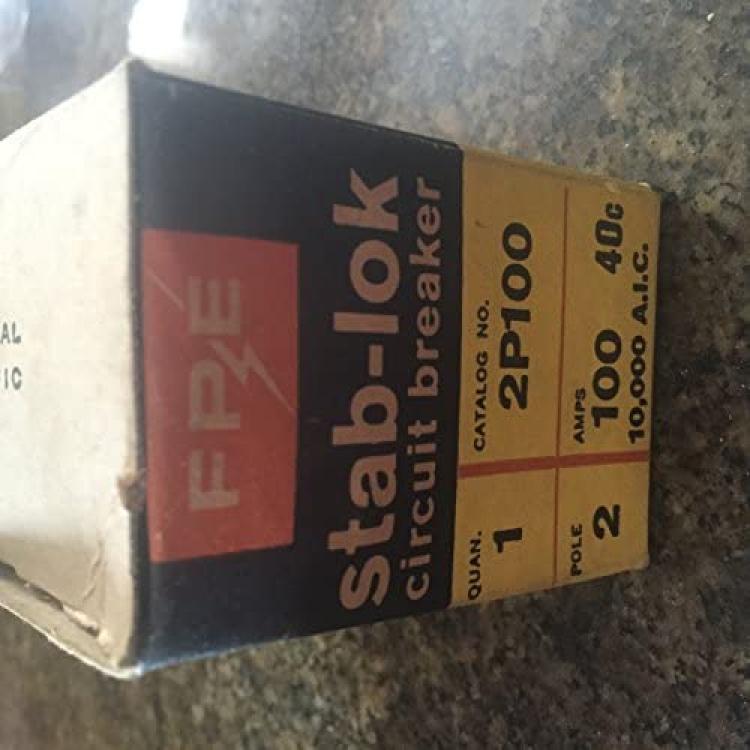 FPE
stab-lok
circuit breaker
QUAN.
1
CATALOG NO.
2P100
POLE
2
AMPS
100 40c
10,000 A.I.C.
AL
IC